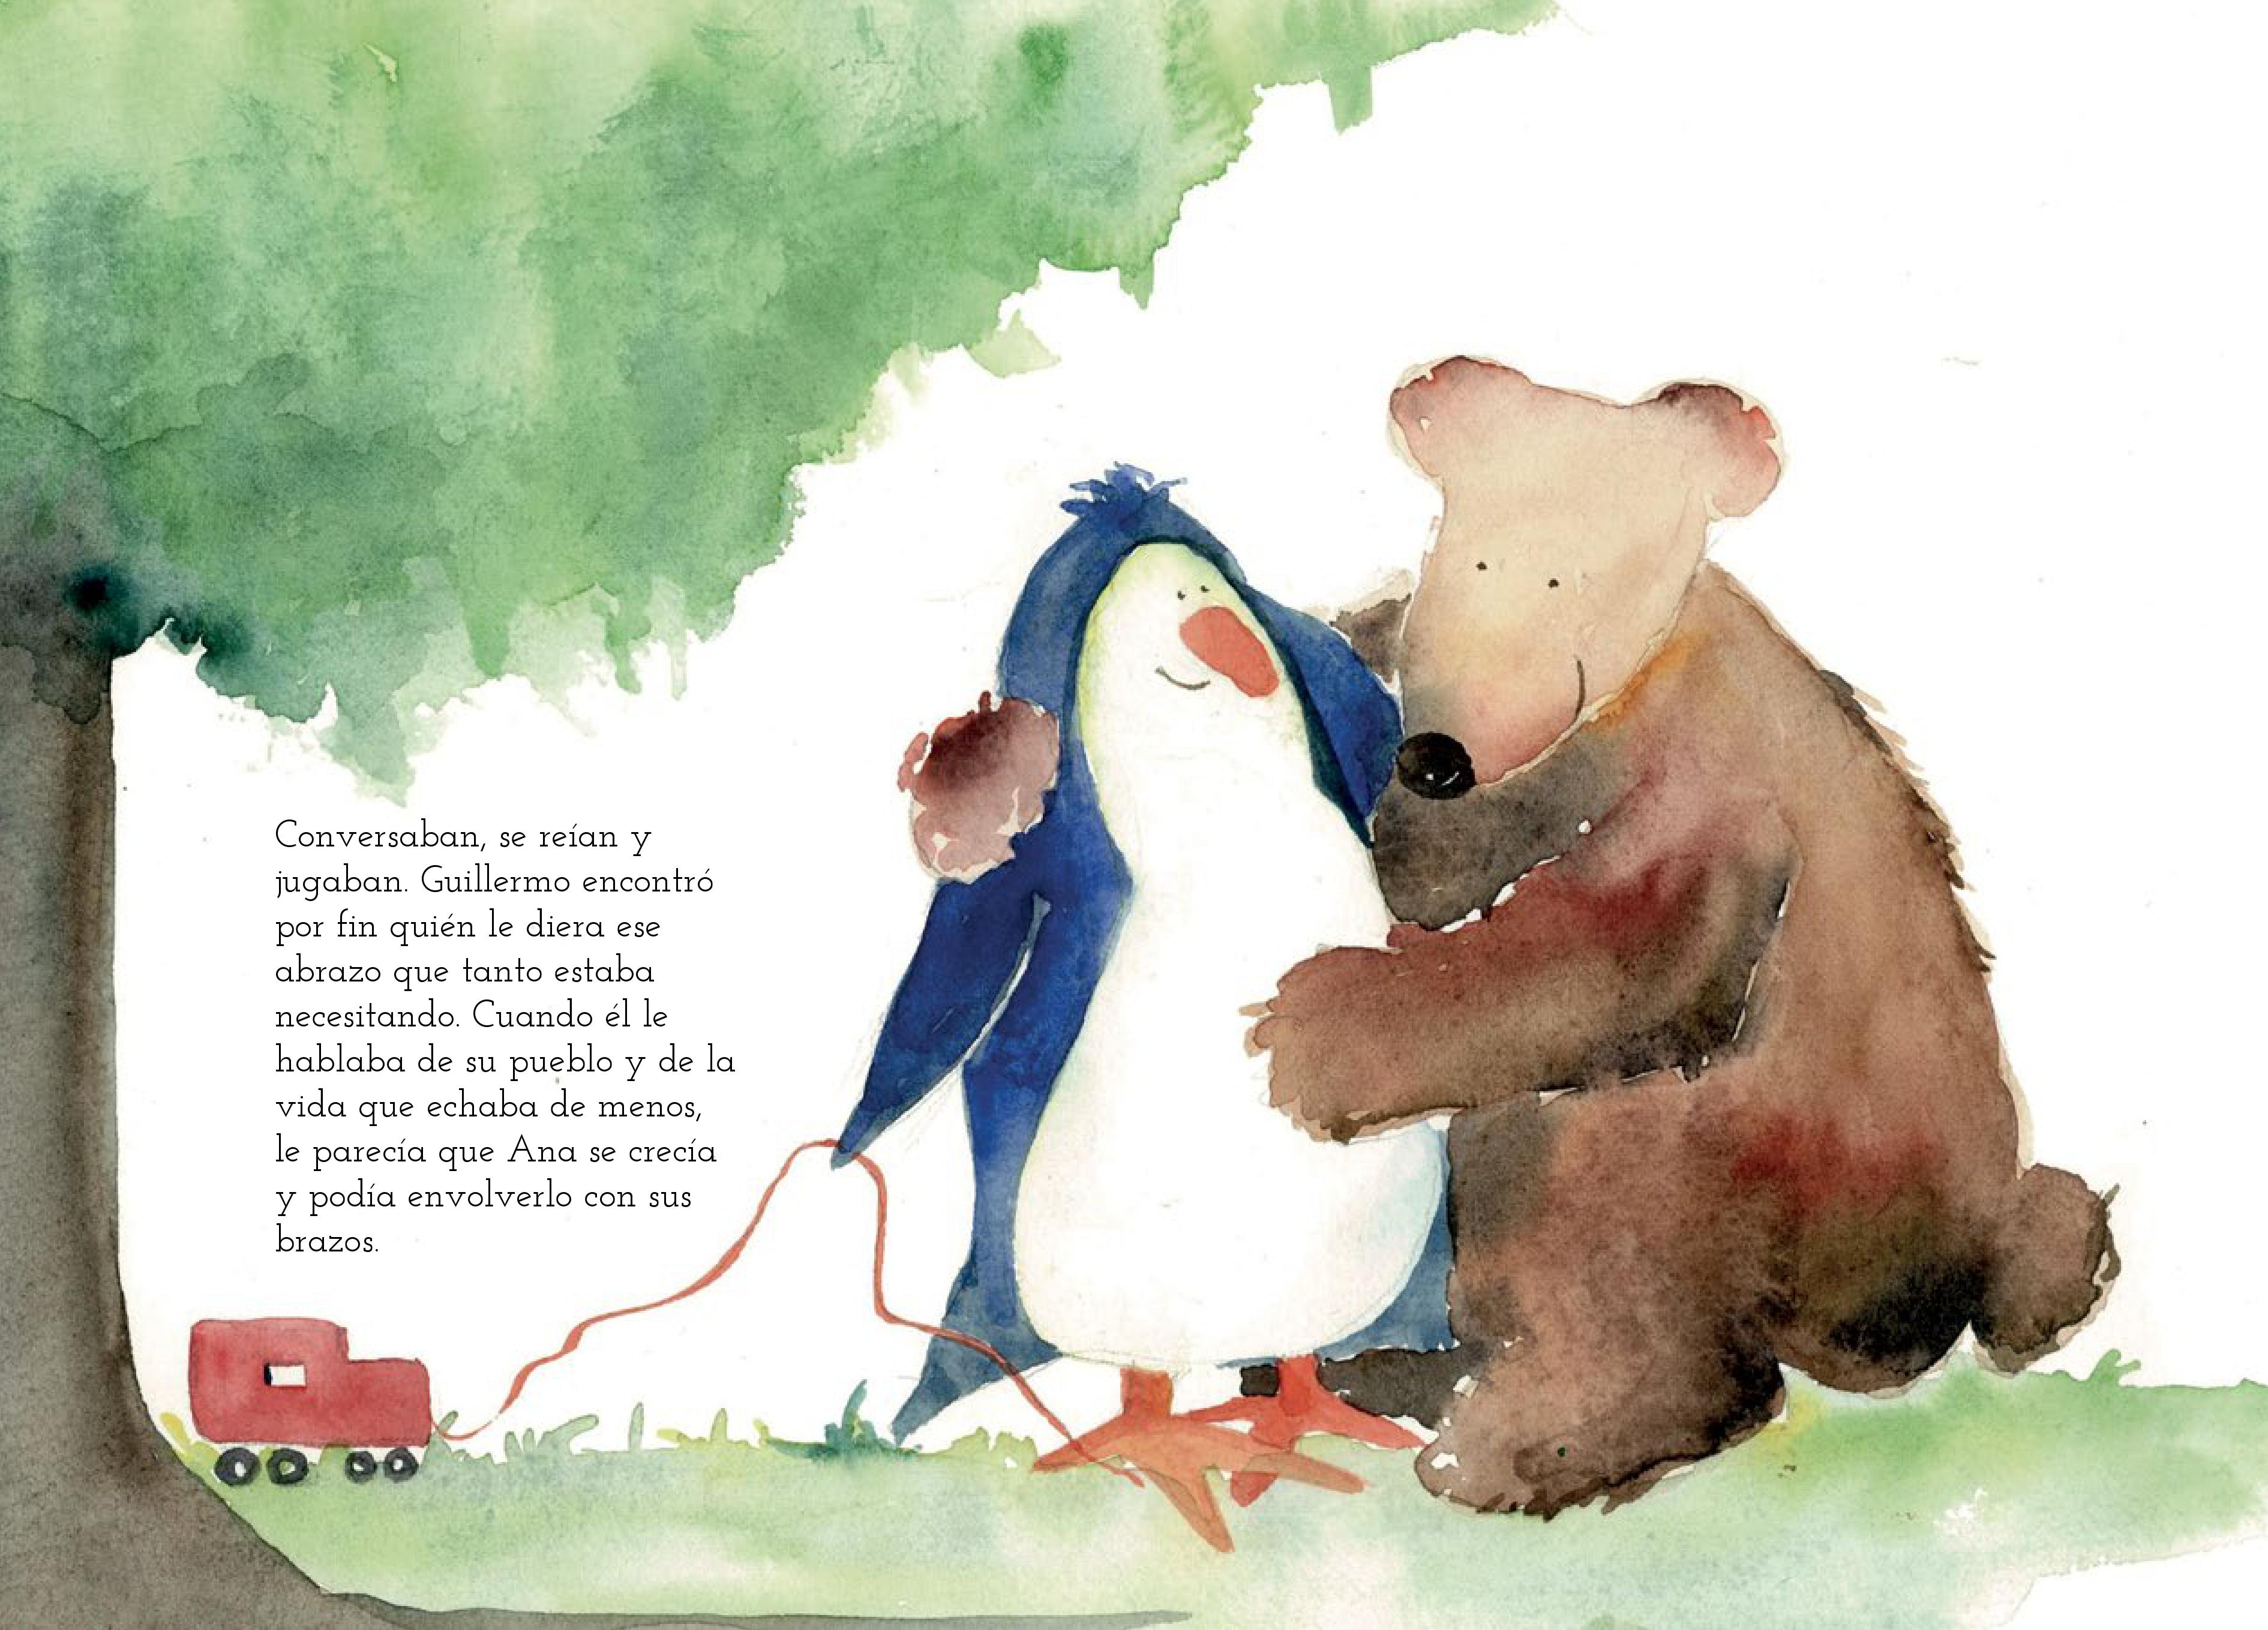 Conversaban, se reían y
jugaban. Guillermo encontró
por fin quién le diera ese
abrazo que tanto estaba
necesitando. Cuando él le
hablaba de su pueblo y de la
vida que echaba de menos,
le parecía que Ana se crecía
y podía envolverlo con sus
brazos.